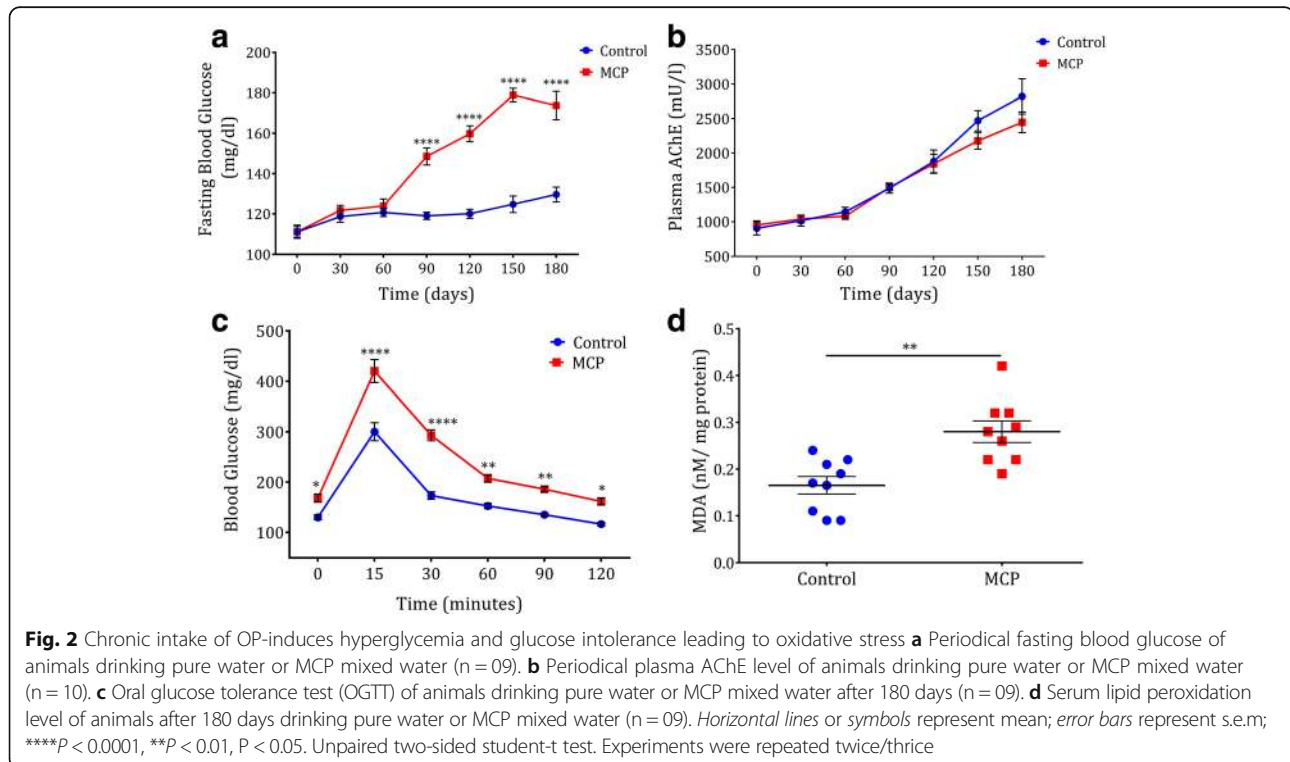 a
Control
MCP
200
180
160
140
120
100
Fasting Blood Glucose
(mg/dl)
****
****
****
****
0 30 60 90 120 150 180
Time (days)
b
Control
MCP
3500
3000
2500
2000
1500
1000
500
Plasma AChE (mU/l)
0 30 60 90 120 150 180
Time (days)
c
Control
MCP
500
400
300
200
100
Blood Glucose (mg/dl)
*
****
****
**
**
*
0 15 30 60 90 120
Time (minutes)
d
0.5
0.4
0.3
0.2
0.1
0.0
MDA (nM/ mg protein)
**
Control MCP
Fig. 2 Chronic intake of OP-induces hyperglycemia and glucose intolerance leading to oxidative stress a Periodical fasting blood glucose of
animals drinking pure water or MCP mixed water (n = 09). b Periodical plasma AChE level of animals drinking pure water or MCP mixed water
(n = 10). c Oral glucose tolerance test (OGTT) of animals drinking pure water or MCP mixed water after 180 days (n = 09). d Serum lipid peroxidation
level of animals after 180 days drinking pure water or MCP mixed water (n = 09). Horizontal lines or symbols represent mean; error bars represent s.e.m;
****P < 0.0001, **P < 0.01, P < 0.05. Unpaired two-sided student-t test. Experiments were repeated twice/thrice